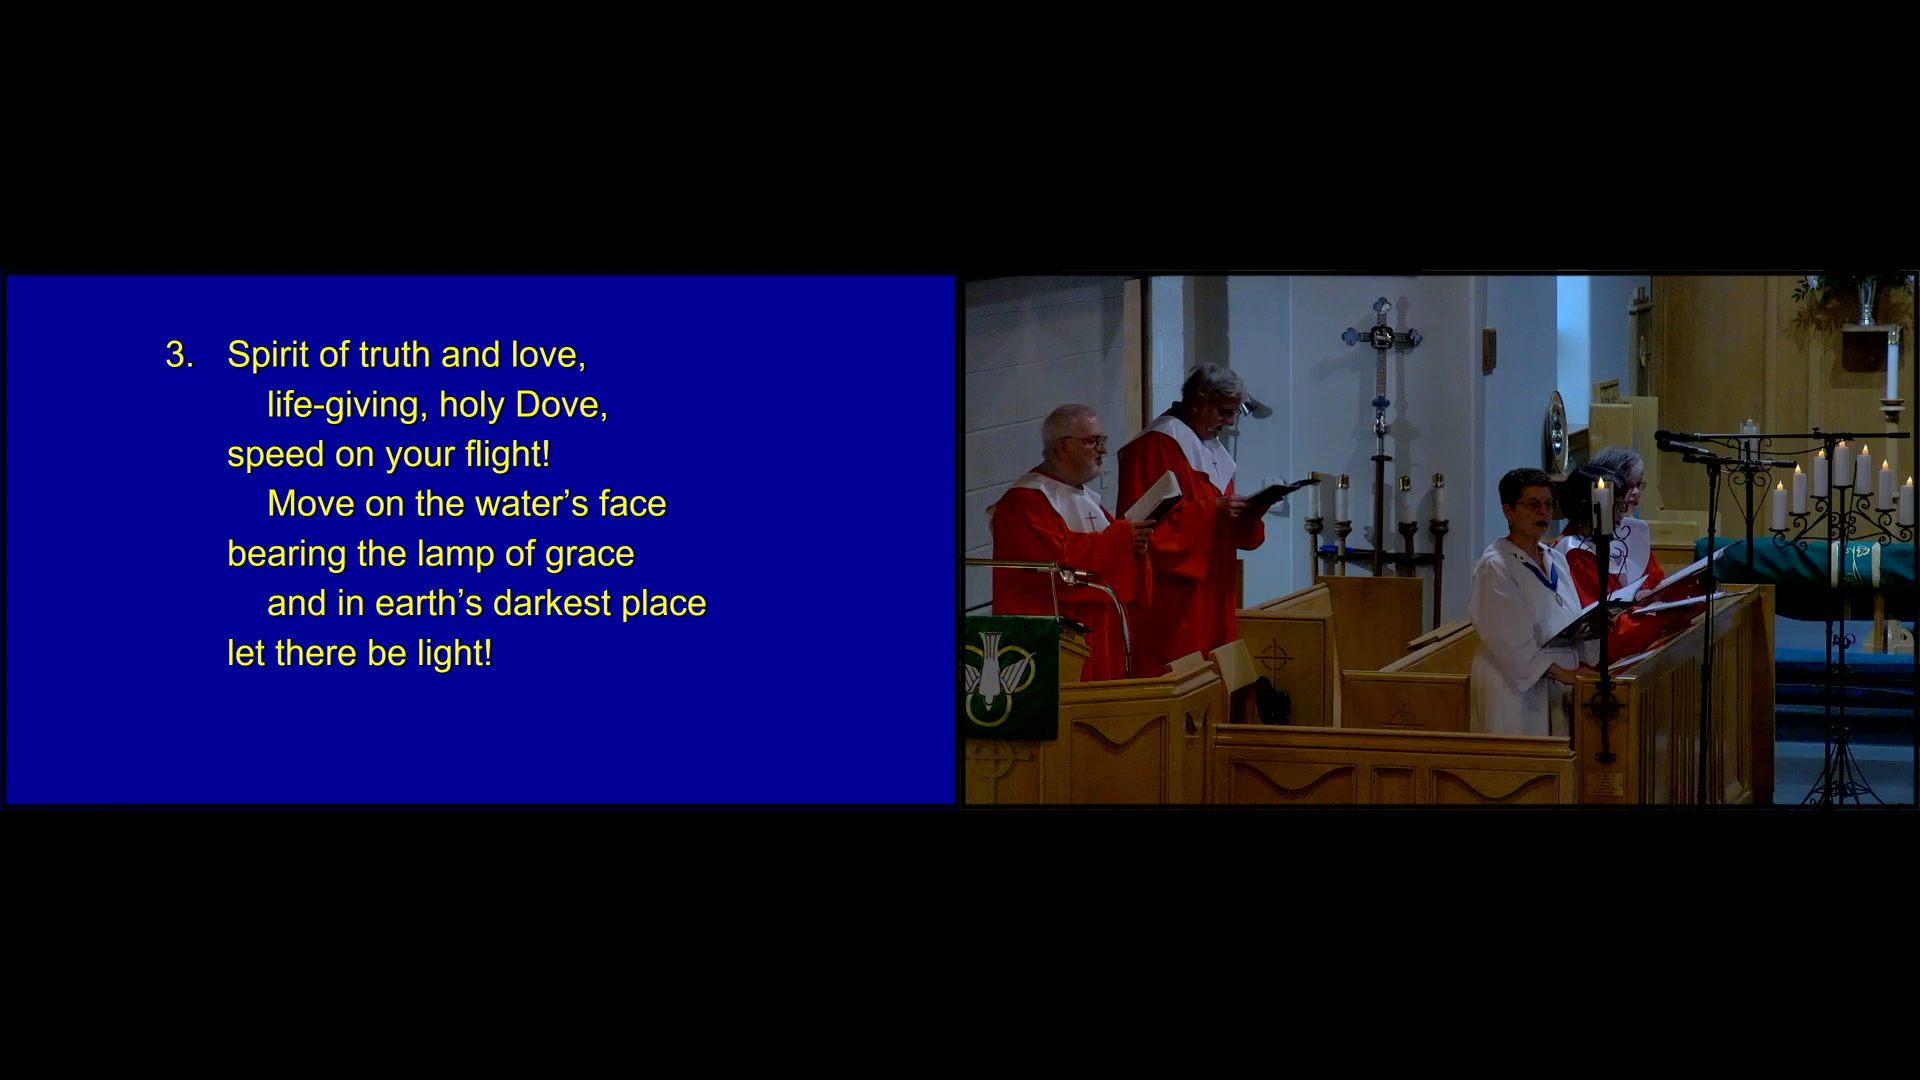 3. Spirit of truth and love,
life-giving, holy Dove,
speed on your flight!
Move on the water’s face
bearing the lamp of grace
and in earth’s darkest place
let there be light!